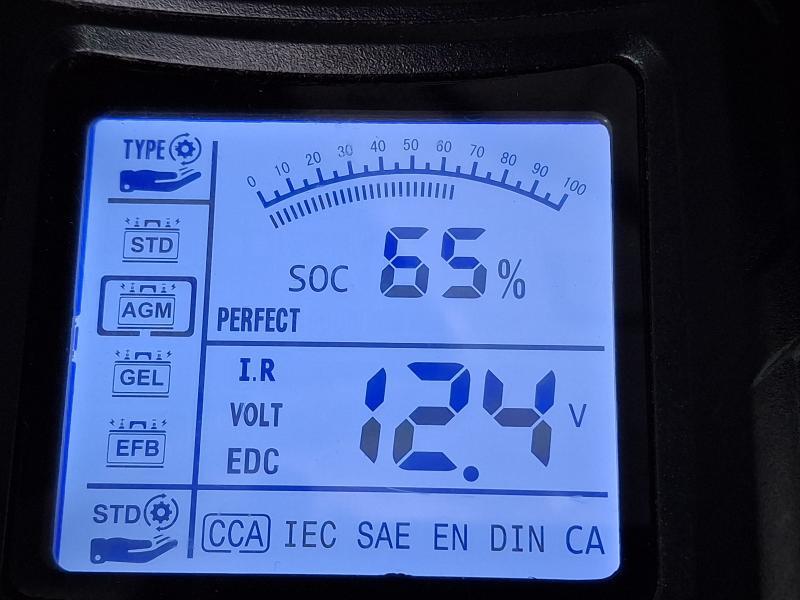 TYPE
0 10 20 30 40 50 60 70 80 90 100
STD
SOC 65%
AGM
PERFECT
I.R
GEL
VOLT 12.4 V
EFB
EDC
STD
CCA IEC SAE EN DIN CA